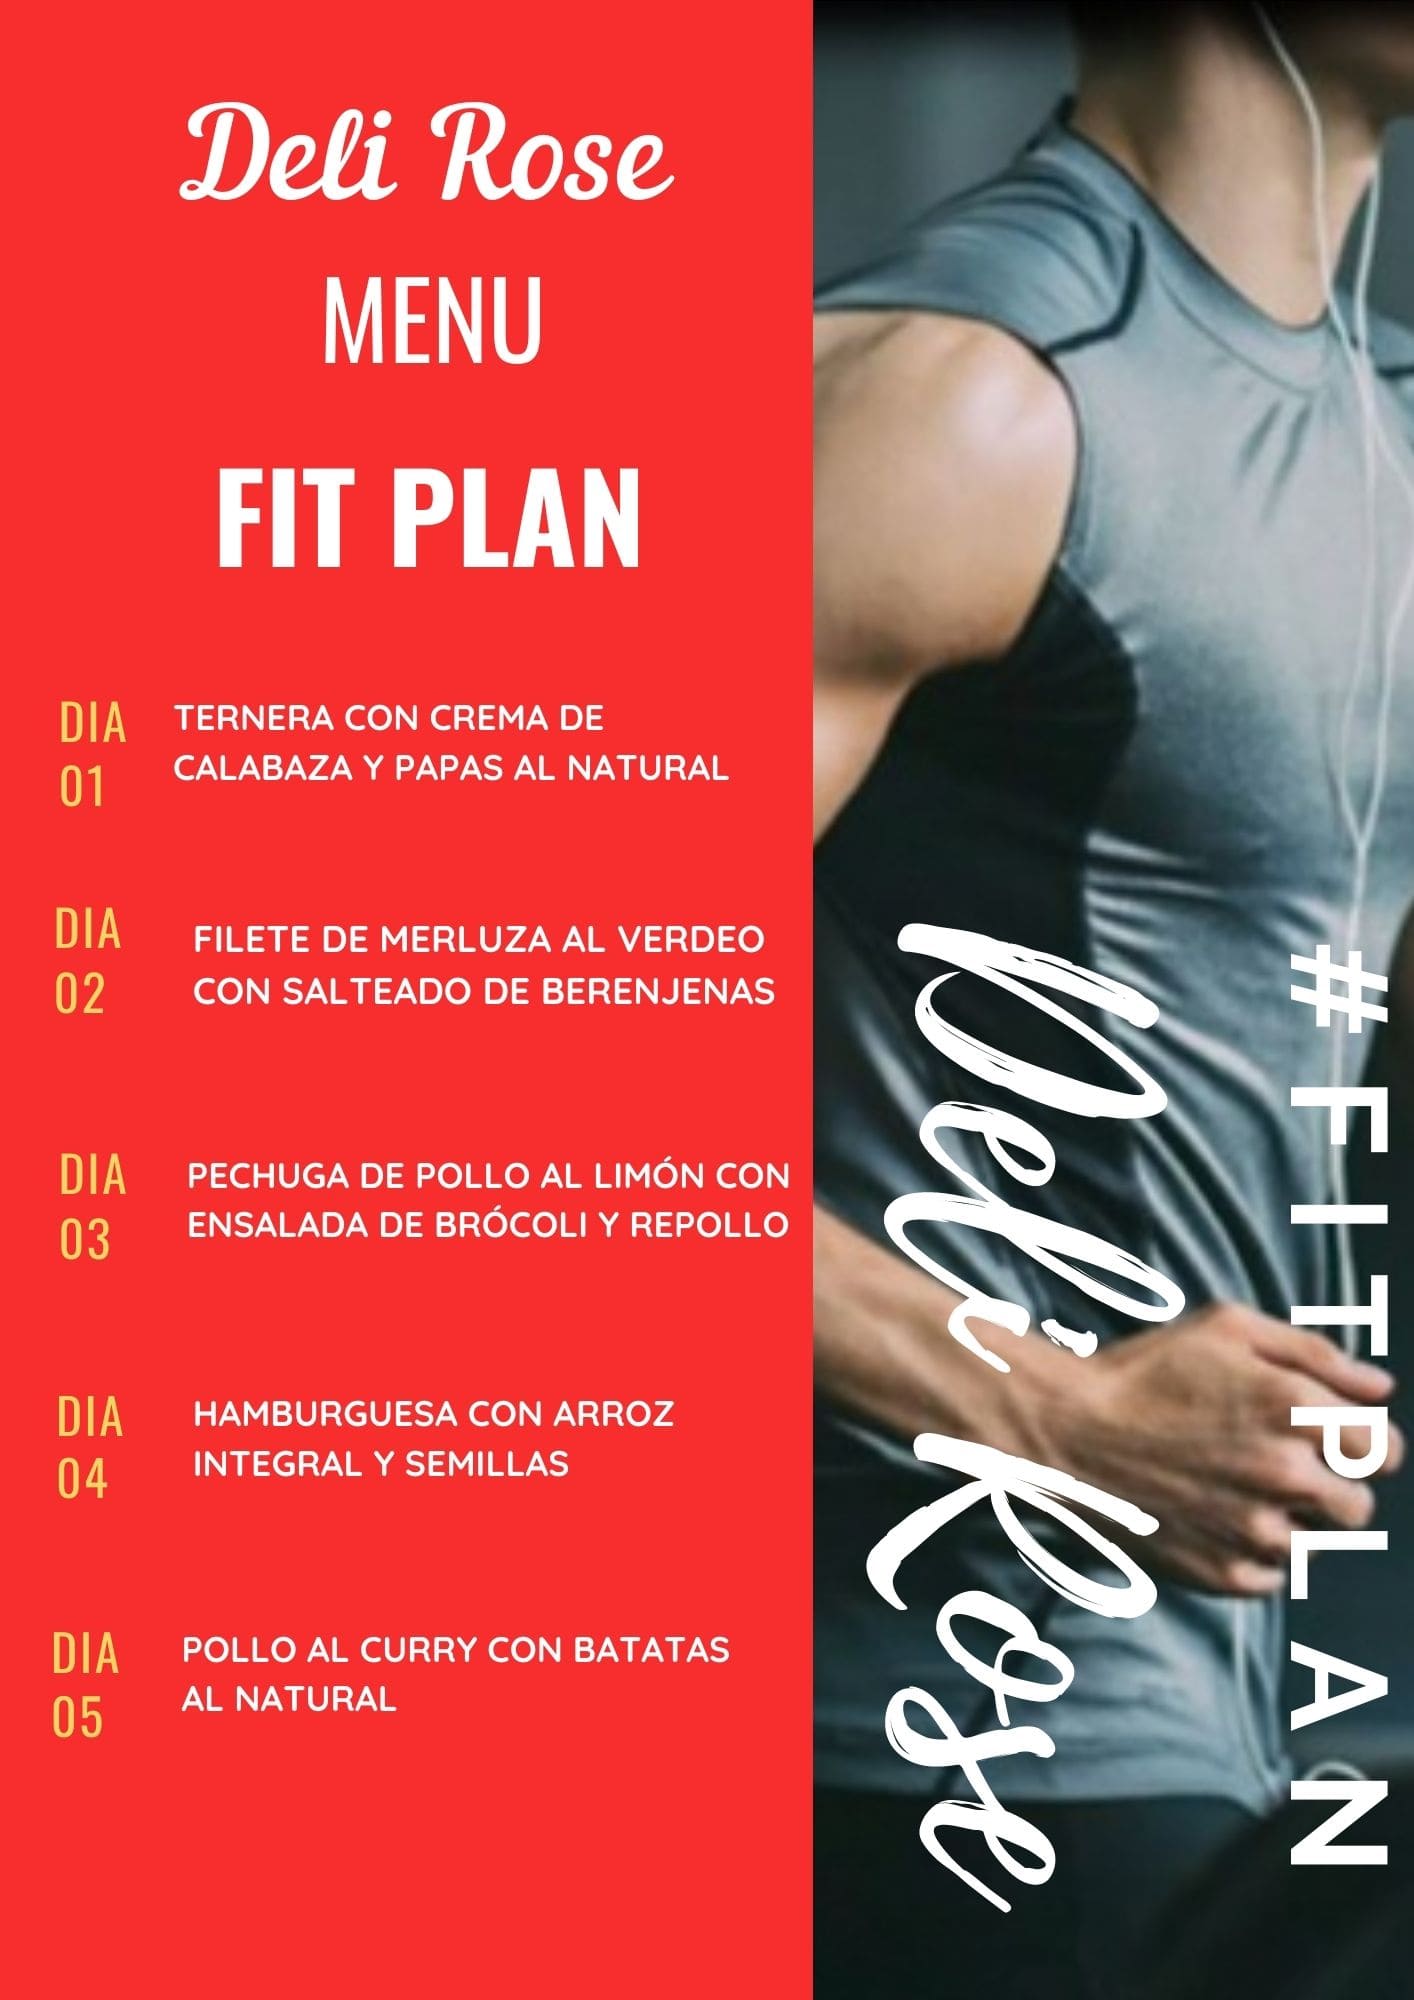 Deli Rose
MENU
FIT PLAN
DIA
01
TERNERA CON CREMA DE
CALABAZA Y PAPAS AL NATURAL
DIA
02
FILETE DE MERLUZA AL VERDEO
CON SALTEADO DE BERENJENAS
DIA
03
PECHUGA DE POLLO AL LIMÓN CON
ENSALADA DE BRÓCOLI Y REPOLLO
DIA
04
HAMBURGUESA CON ARROZ
INTEGRAL Y SEMILLAS
DIA
05
POLLO AL CURRY CON BATATAS
AL NATURAL
#FITPLAN
Deli Rose